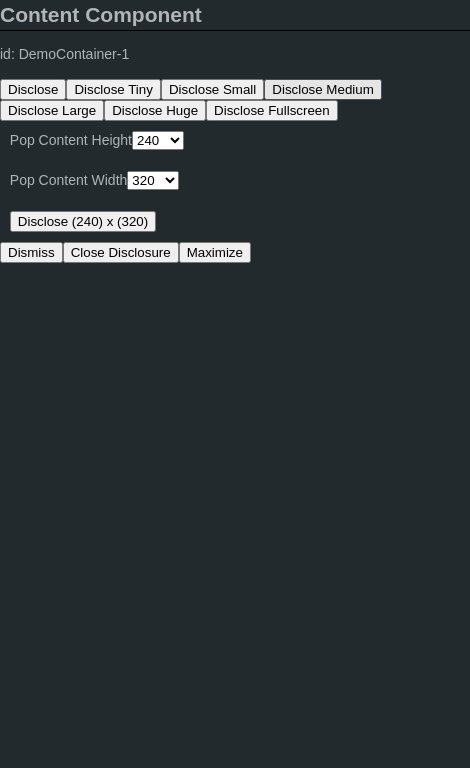 Content Component
id: DemoContainer-1
Disclose Disclose Tiny Disclose Small Disclose Medium
Disclose Large Disclose Huge Disclose Fullscreen
Pop Content Height 240
Pop Content Width 320
Disclose (240) x (320)
Dismiss Close Disclosure Maximize